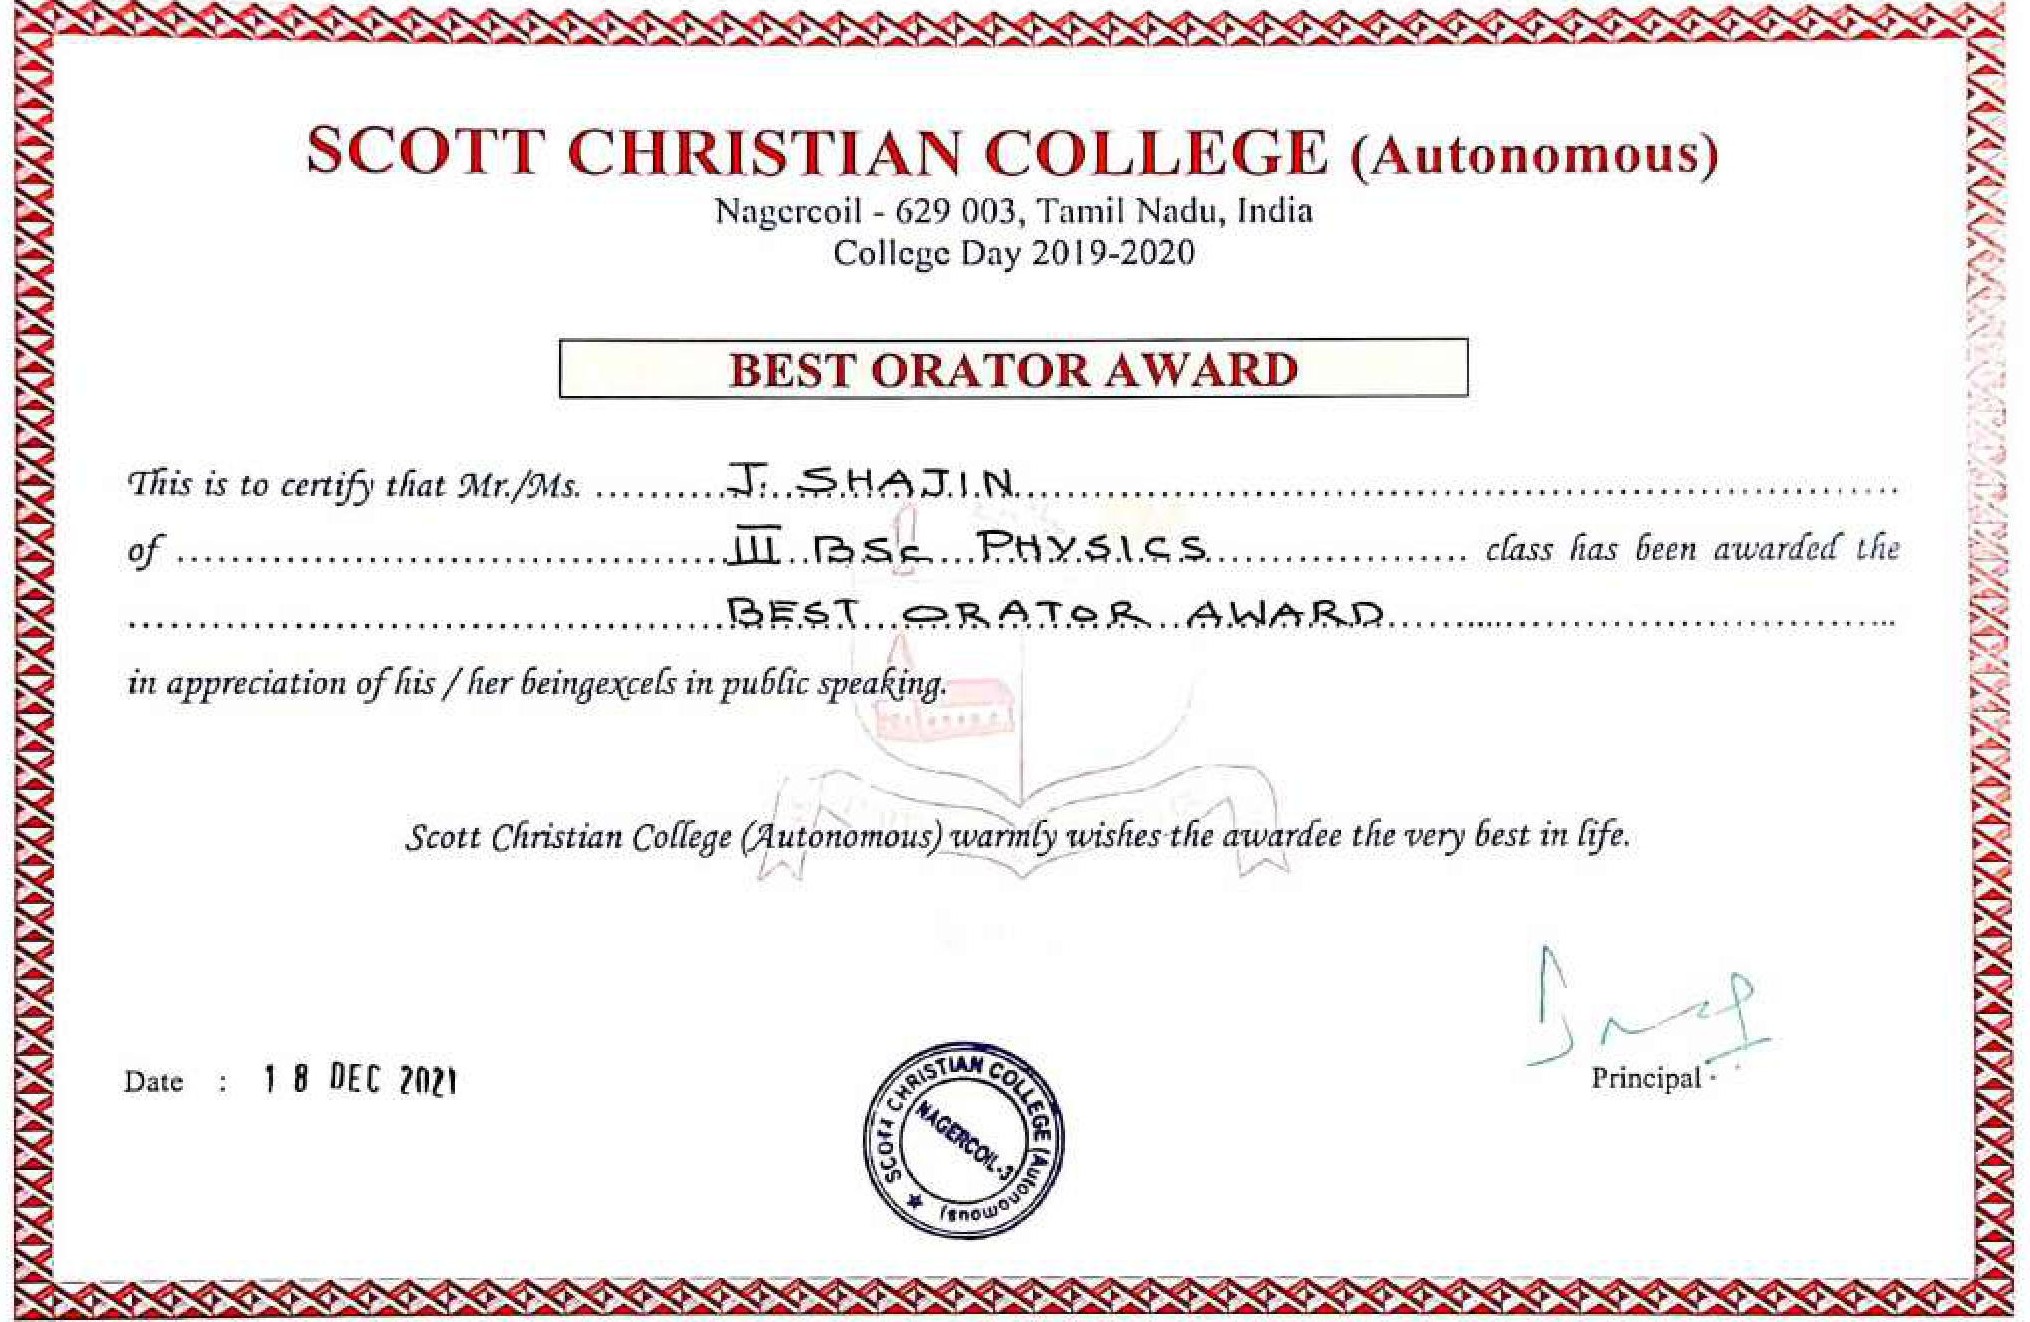 SCOTT CHRISTIAN COLLEGE (Autonomous)
Nagercoil - 629 003, Tamil Nadu, India
College Day 2019-2020
BEST ORATOR AWARD
This is to certify that Mr./Ms. ..........J. SHAJIN..........
of ..........III BSc PHYSICS.......... class has been awarded the
..........BEST ORATOR AWARD..........
in appreciation of his / her beingexcels in public speaking.
Scott Christian College (Autonomous) warmly wishes the awardee the very best in life.
Date : 18 DEC 2021
SCOTT CHRISTIAN COLLEGE (Autonomous)
NAGERCOIL-3
Principal